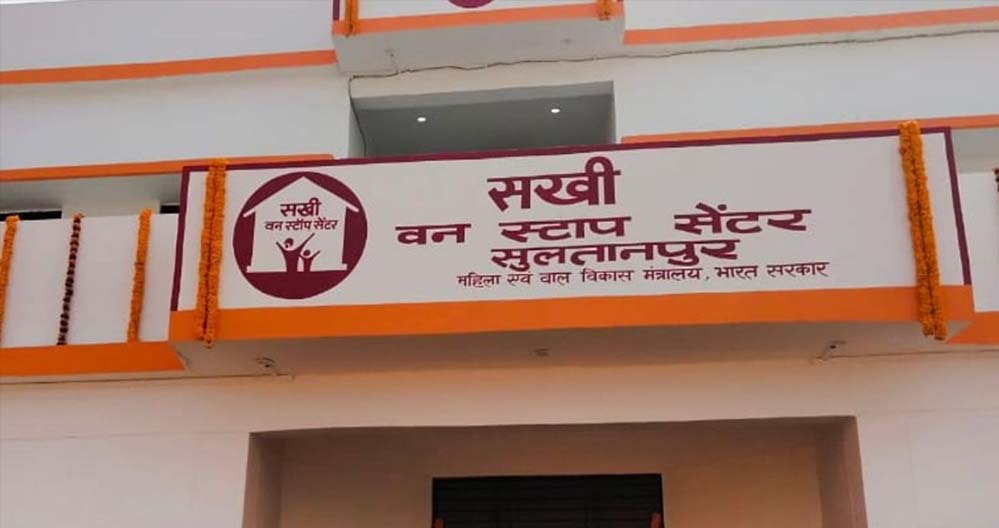 सखी
वन स्टॉप सेंटर
सखी
वन स्टाप सेंटर
सुलतानपुर
महिला एवं बाल विकास मंत्रालय, भारत सरकार